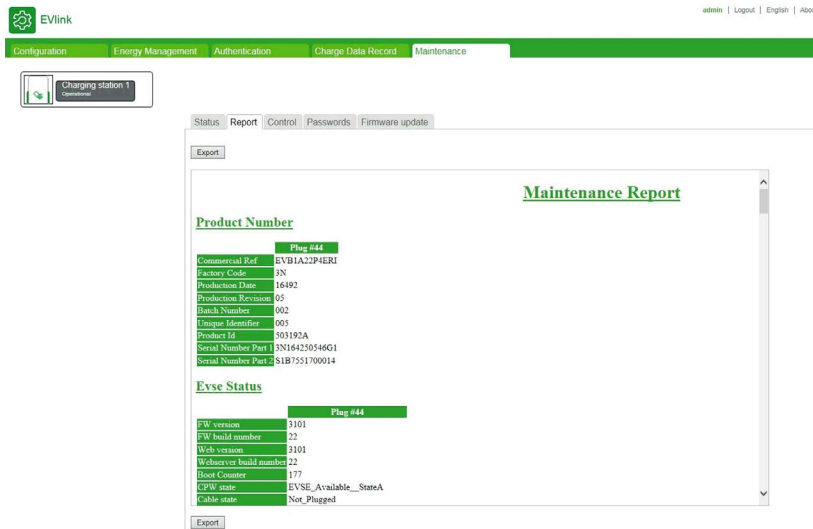 admin | Logout | English |
EVlink
Configuration Energy Management Authentication Charge Data Record Maintenance
Charging station 1
Operational
Status Report Control Passwords Firmware update
Export
Maintenance Report
Product Number
Plug #44
Commercial Ref EVB1A22P4ERI
Factory Code 3N
Production Date 16492
Production Revision 05
Batch Number 002
Unique Identifier 005
Product Id 503192A
Serial Number Part 1 3N164250546G1
Serial Number Part 2 S1B7551700014
Evse Status
Plug #44
FW version 3101
FW build number 22
Web version 3101
Webserver build number 22
Boot Counter 177
CPW state EVSE_Available__StateA
Cable state Not_Plugged
Export